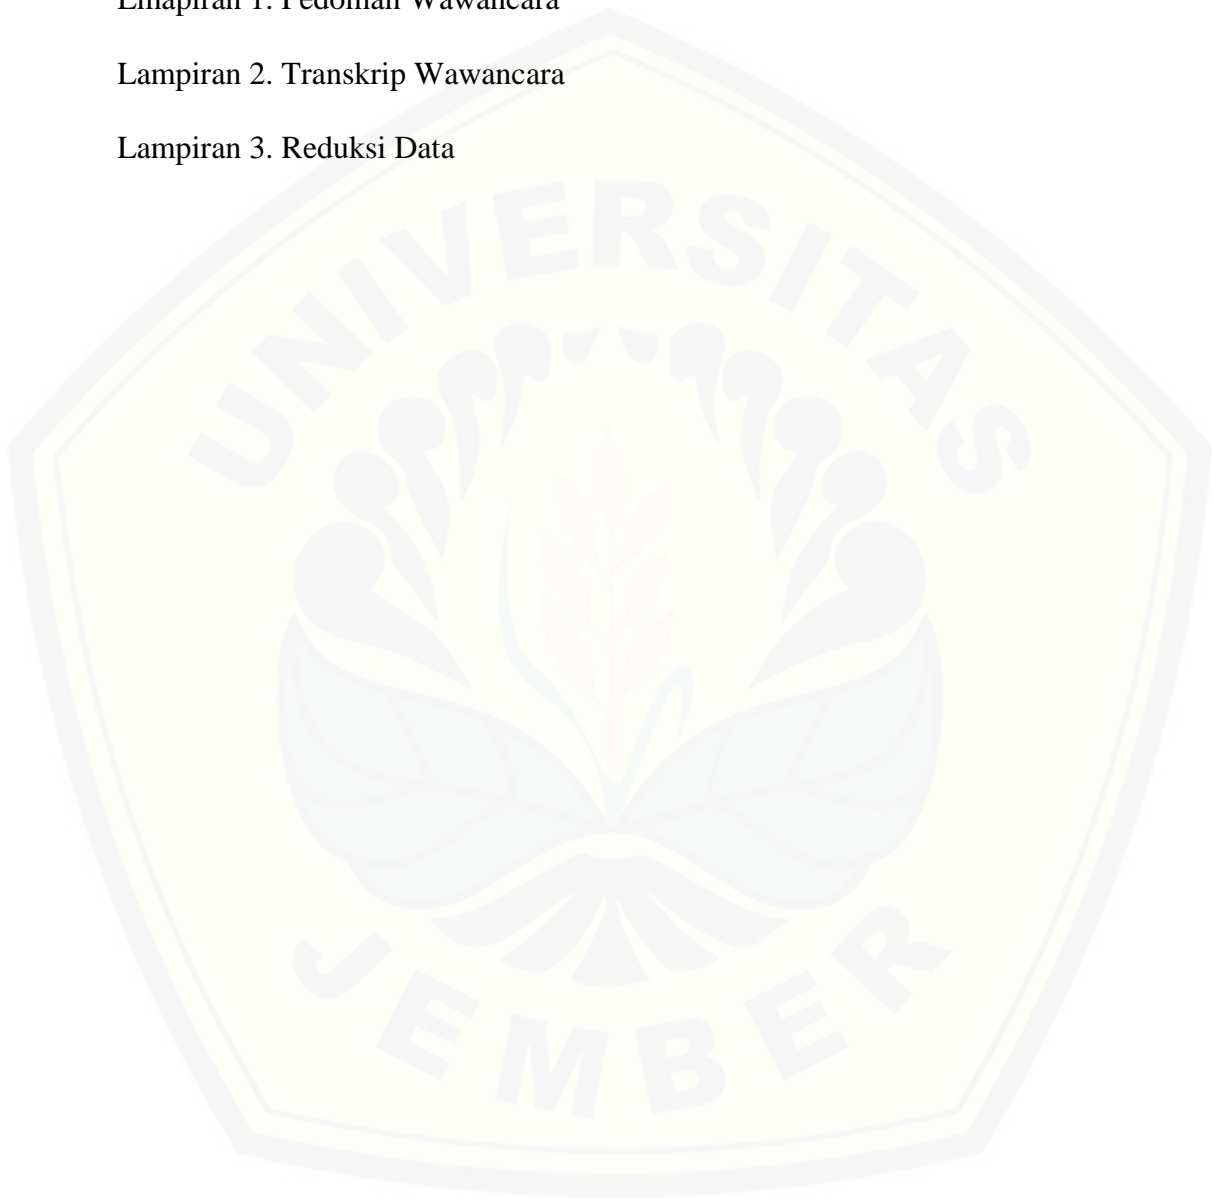 Lmapiran 1. Pedoman Wawancara
Lampiran 2. Transkrip Wawancara
Lampiran 3. Reduksi Data
UNIVERSITAS
JEMBER